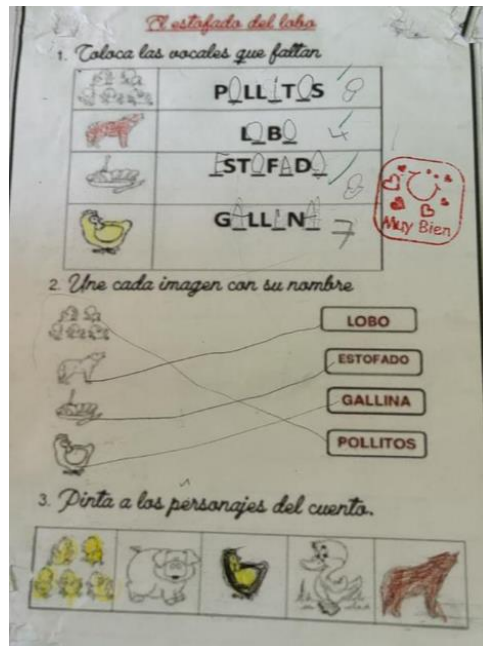 El estofado del lobo
1. Coloca las vocales que faltan
POLLITOS 8
LOBO 4
ESTOFADO 8
GALLINA 7
Muy Bien
2. Une cada imagen con su nombre
LOBO
ESTOFADO
GALLINA
POLLITOS
3. Pinta a los personajes del cuento.